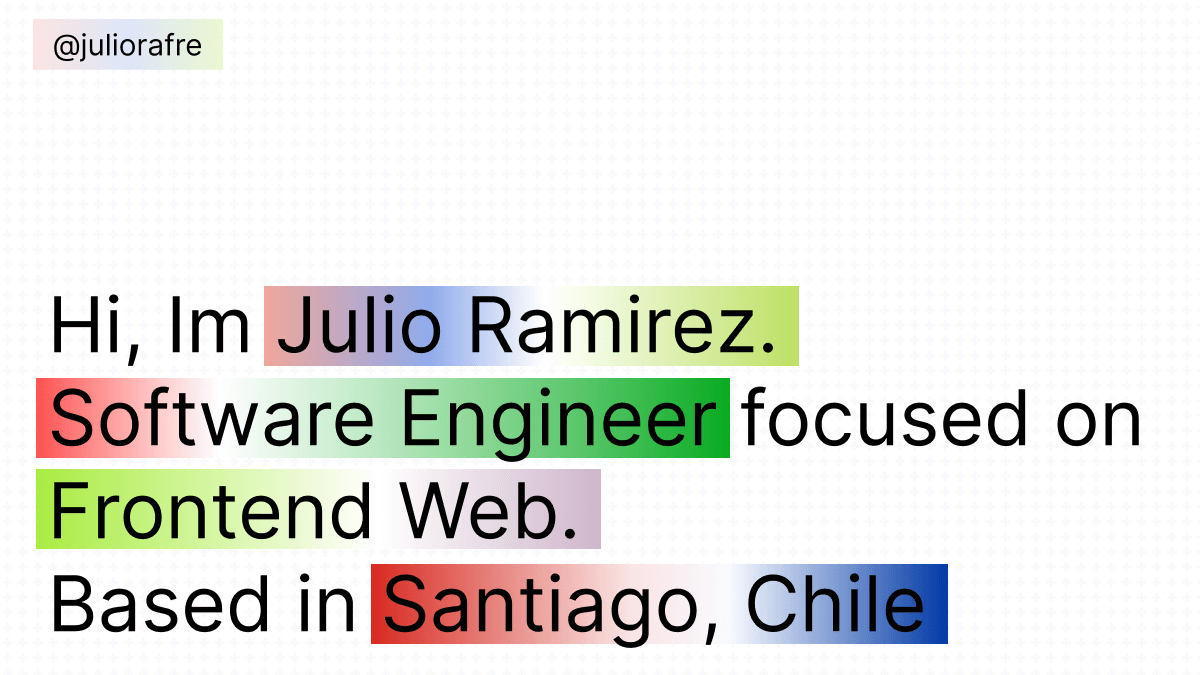 @juliorafre
Hi, Im Julio Ramirez.
Software Engineer focused on
Frontend Web.
Based in Santiago, Chile